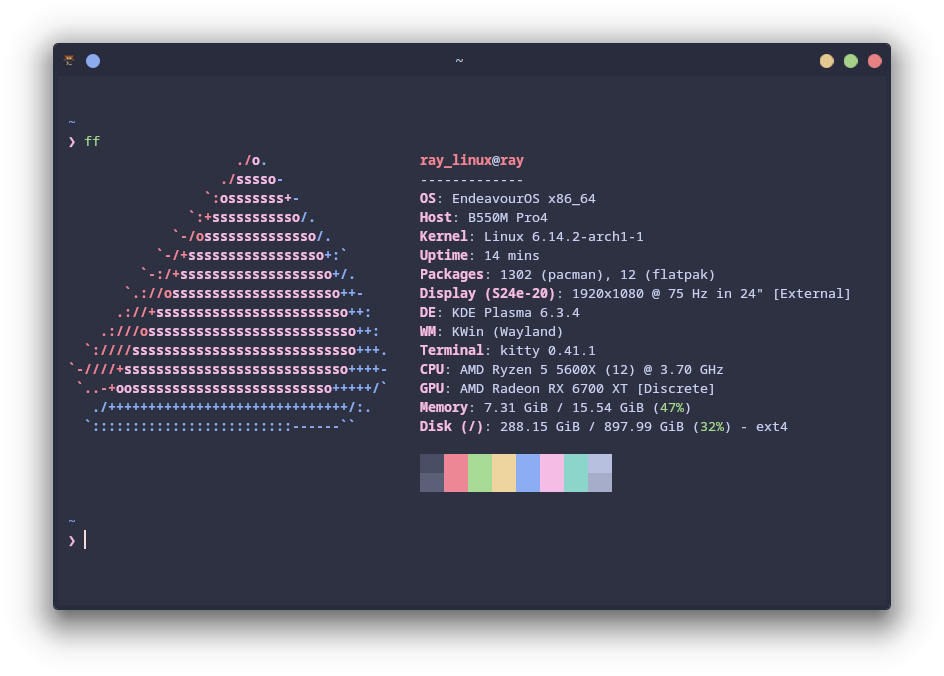 ~
~
❯ ff
./o.
./sssso-
`:osssssss+-
`:+sssssssssso/.
`-/ossssssssssssso/.
`-/+sssssssssssssssso+:`
`-:/+sssssssssssssssssso+/.
`.://osssssssssssssssssssso++-
.://+ssssssssssssssssssssssso++:
.:///ossssssssssssssssssssssssso++:
`:////ssssssssssssssssssssssssssso+++.
`-////+ssssssssssssssssssssssssssso++++-
`..-+oosssssssssssssssssssssssso+++++/`
./++++++++++++++++++++++++++++++/:.
`:::::::::::::::::::::::::------``
ray_linux@ray
-------------
OS: EndeavourOS x86_64
Host: B550M Pro4
Kernel: Linux 6.14.2-arch1-1
Uptime: 14 mins
Packages: 1302 (pacman), 12 (flatpak)
Display (S24e-20): 1920x1080 @ 75 Hz in 24" [External]
DE: KDE Plasma 6.3.4
WM: KWin (Wayland)
Terminal: kitty 0.41.1
CPU: AMD Ryzen 5 5600X (12) @ 3.70 GHz
GPU: AMD Radeon RX 6700 XT [Discrete]
Memory: 7.31 GiB / 15.54 GiB (47%)
Disk (/): 288.15 GiB / 897.99 GiB (32%) - ext4
~
❯